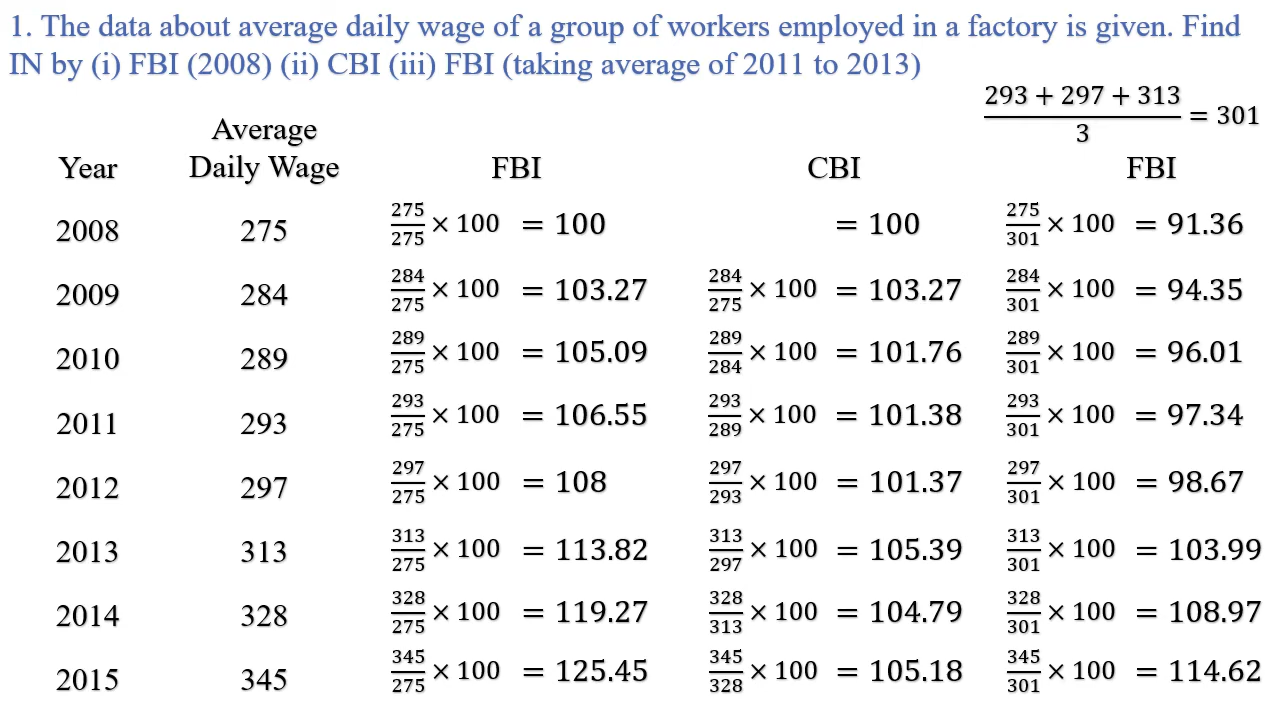 1. The data about average daily wage of a group of workers employed in a factory is given. Find
IN by (i) FBI (2008) (ii) CBI (iii) FBI (taking average of 2011 to 2013)
293 + 297 + 313 / 3 = 301
Year Average Daily Wage FBI CBI FBI
2008 275 275/275 × 100 = 100 = 100 275/301 × 100 = 91.36
2009 284 284/275 × 100 = 103.27 284/275 × 100 = 103.27 284/301 × 100 = 94.35
2010 289 289/275 × 100 = 105.09 289/284 × 100 = 101.76 289/301 × 100 = 96.01
2011 293 293/275 × 100 = 106.55 293/289 × 100 = 101.38 293/301 × 100 = 97.34
2012 297 297/275 × 100 = 108 297/293 × 100 = 101.37 297/301 × 100 = 98.67
2013 313 313/275 × 100 = 113.82 313/297 × 100 = 105.39 313/301 × 100 = 103.99
2014 328 328/275 × 100 = 119.27 328/313 × 100 = 104.79 328/301 × 100 = 108.97
2015 345 345/275 × 100 = 125.45 345/328 × 100 = 105.18 345/301 × 100 = 114.62